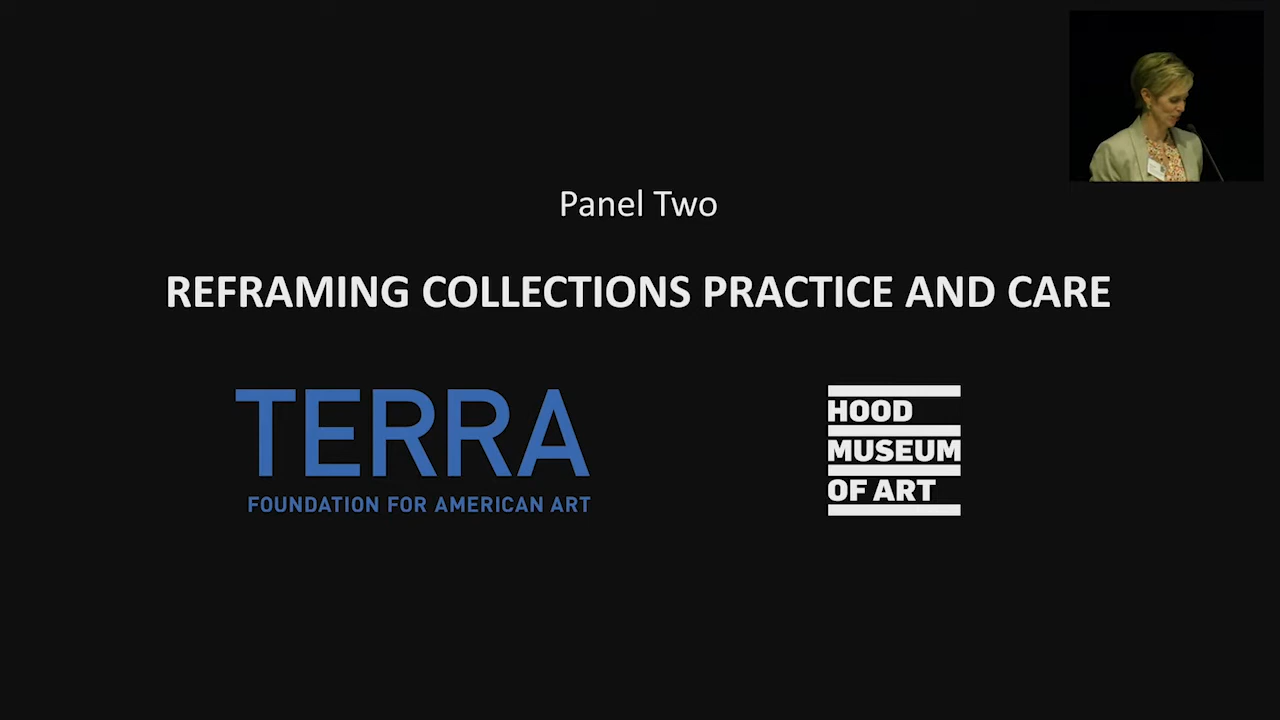 Panel Two
REFRAMING COLLECTIONS PRACTICE AND CARE
TERRA
FOUNDATION FOR AMERICAN ART
HOOD
MUSEUM
OF ART